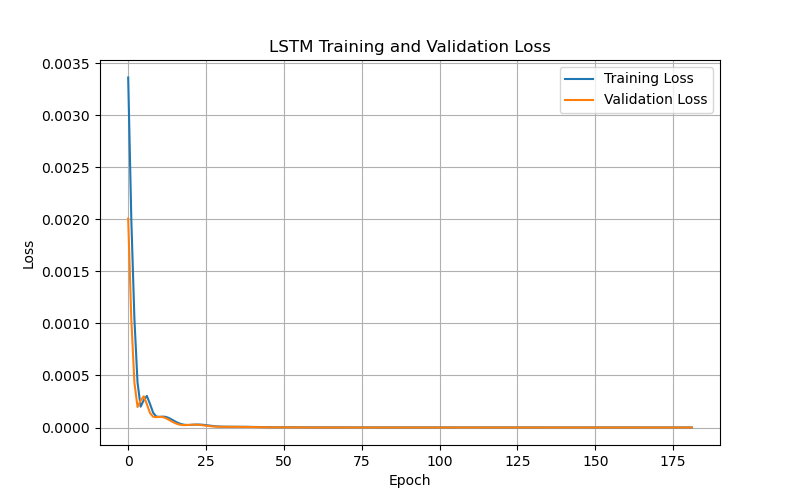 LSTM Training and Validation Loss
Training Loss
Validation Loss
0.0035
0.0030
0.0025
0.0020
0.0015
0.0010
0.0005
0.0000
Loss
0 25 50 75 100 125 150 175
Epoch